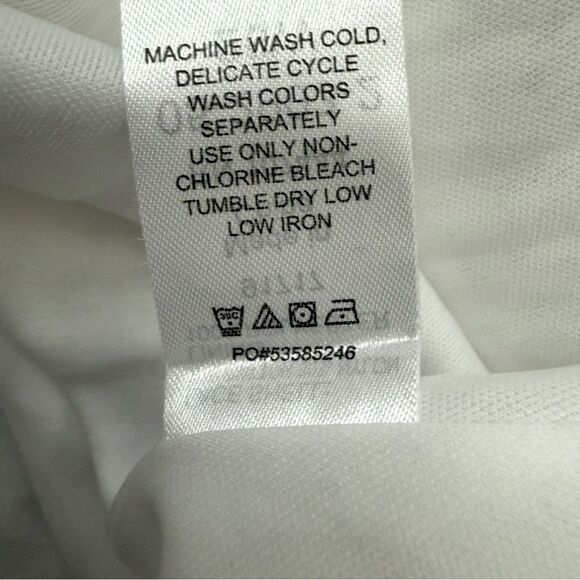 MACHINE WASH COLD,
DELICATE CYCLE
WASH COLORS
SEPARATELY
USE ONLY NON-
CHLORINE BLEACH
TUMBLE DRY LOW
LOW IRON
30C
PO#53585246